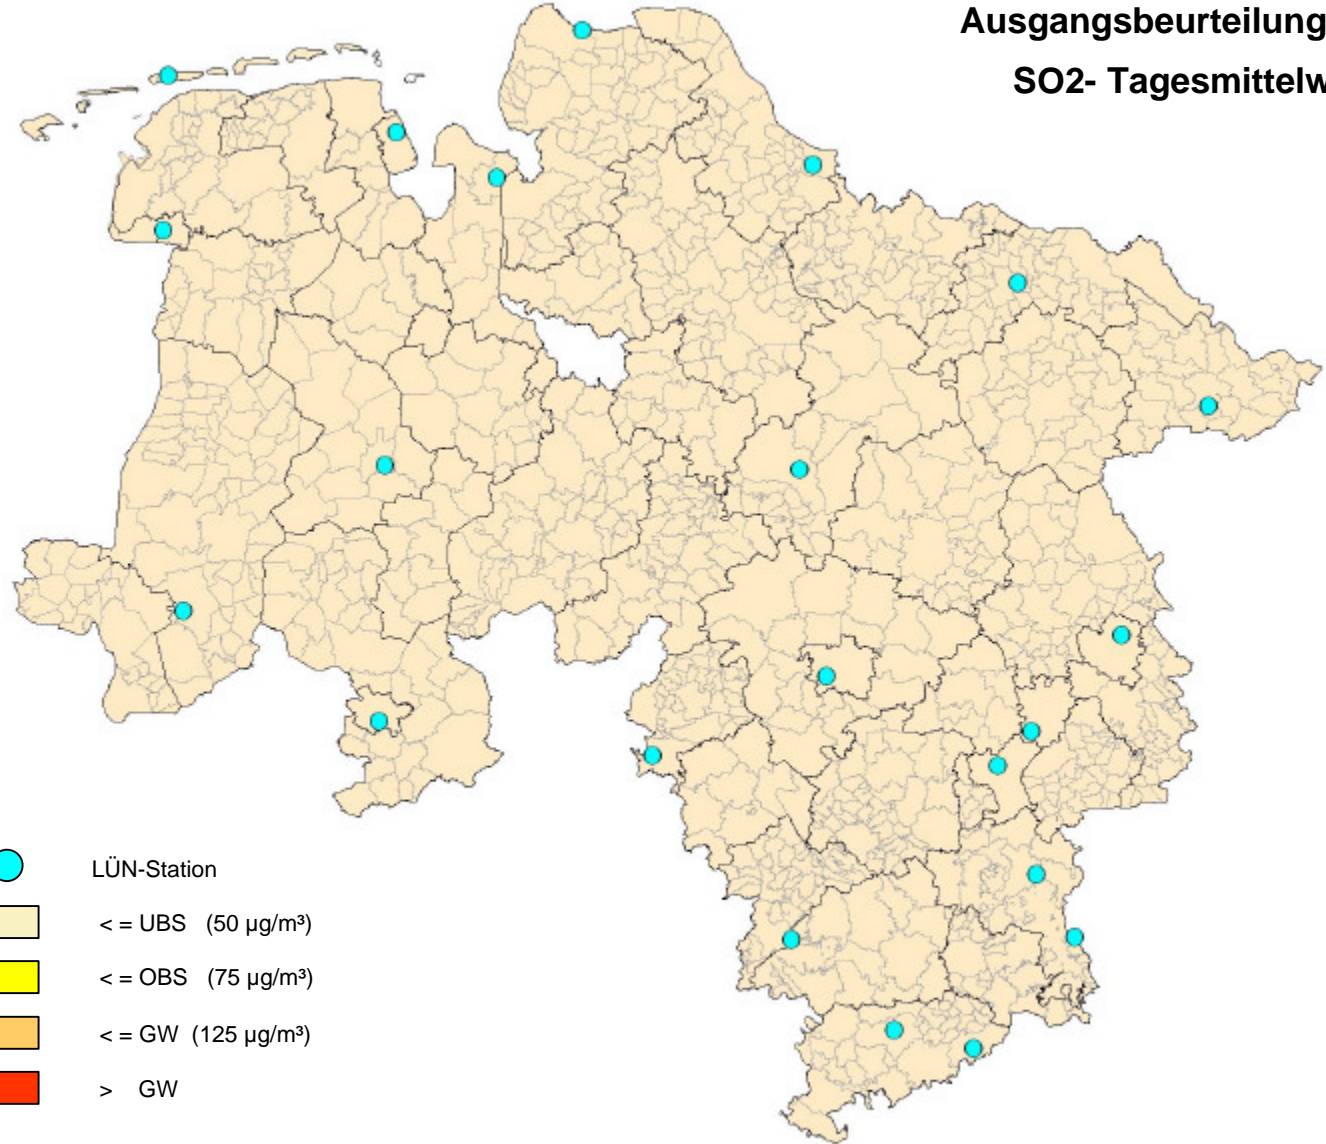 Ausgangsbeurteilung
SO2- Tagesmittelw
LÜN-Station
< = UBS (50 µg/m³)
< = OBS (75 µg/m³)
< = GW (125 µg/m³)
> GW